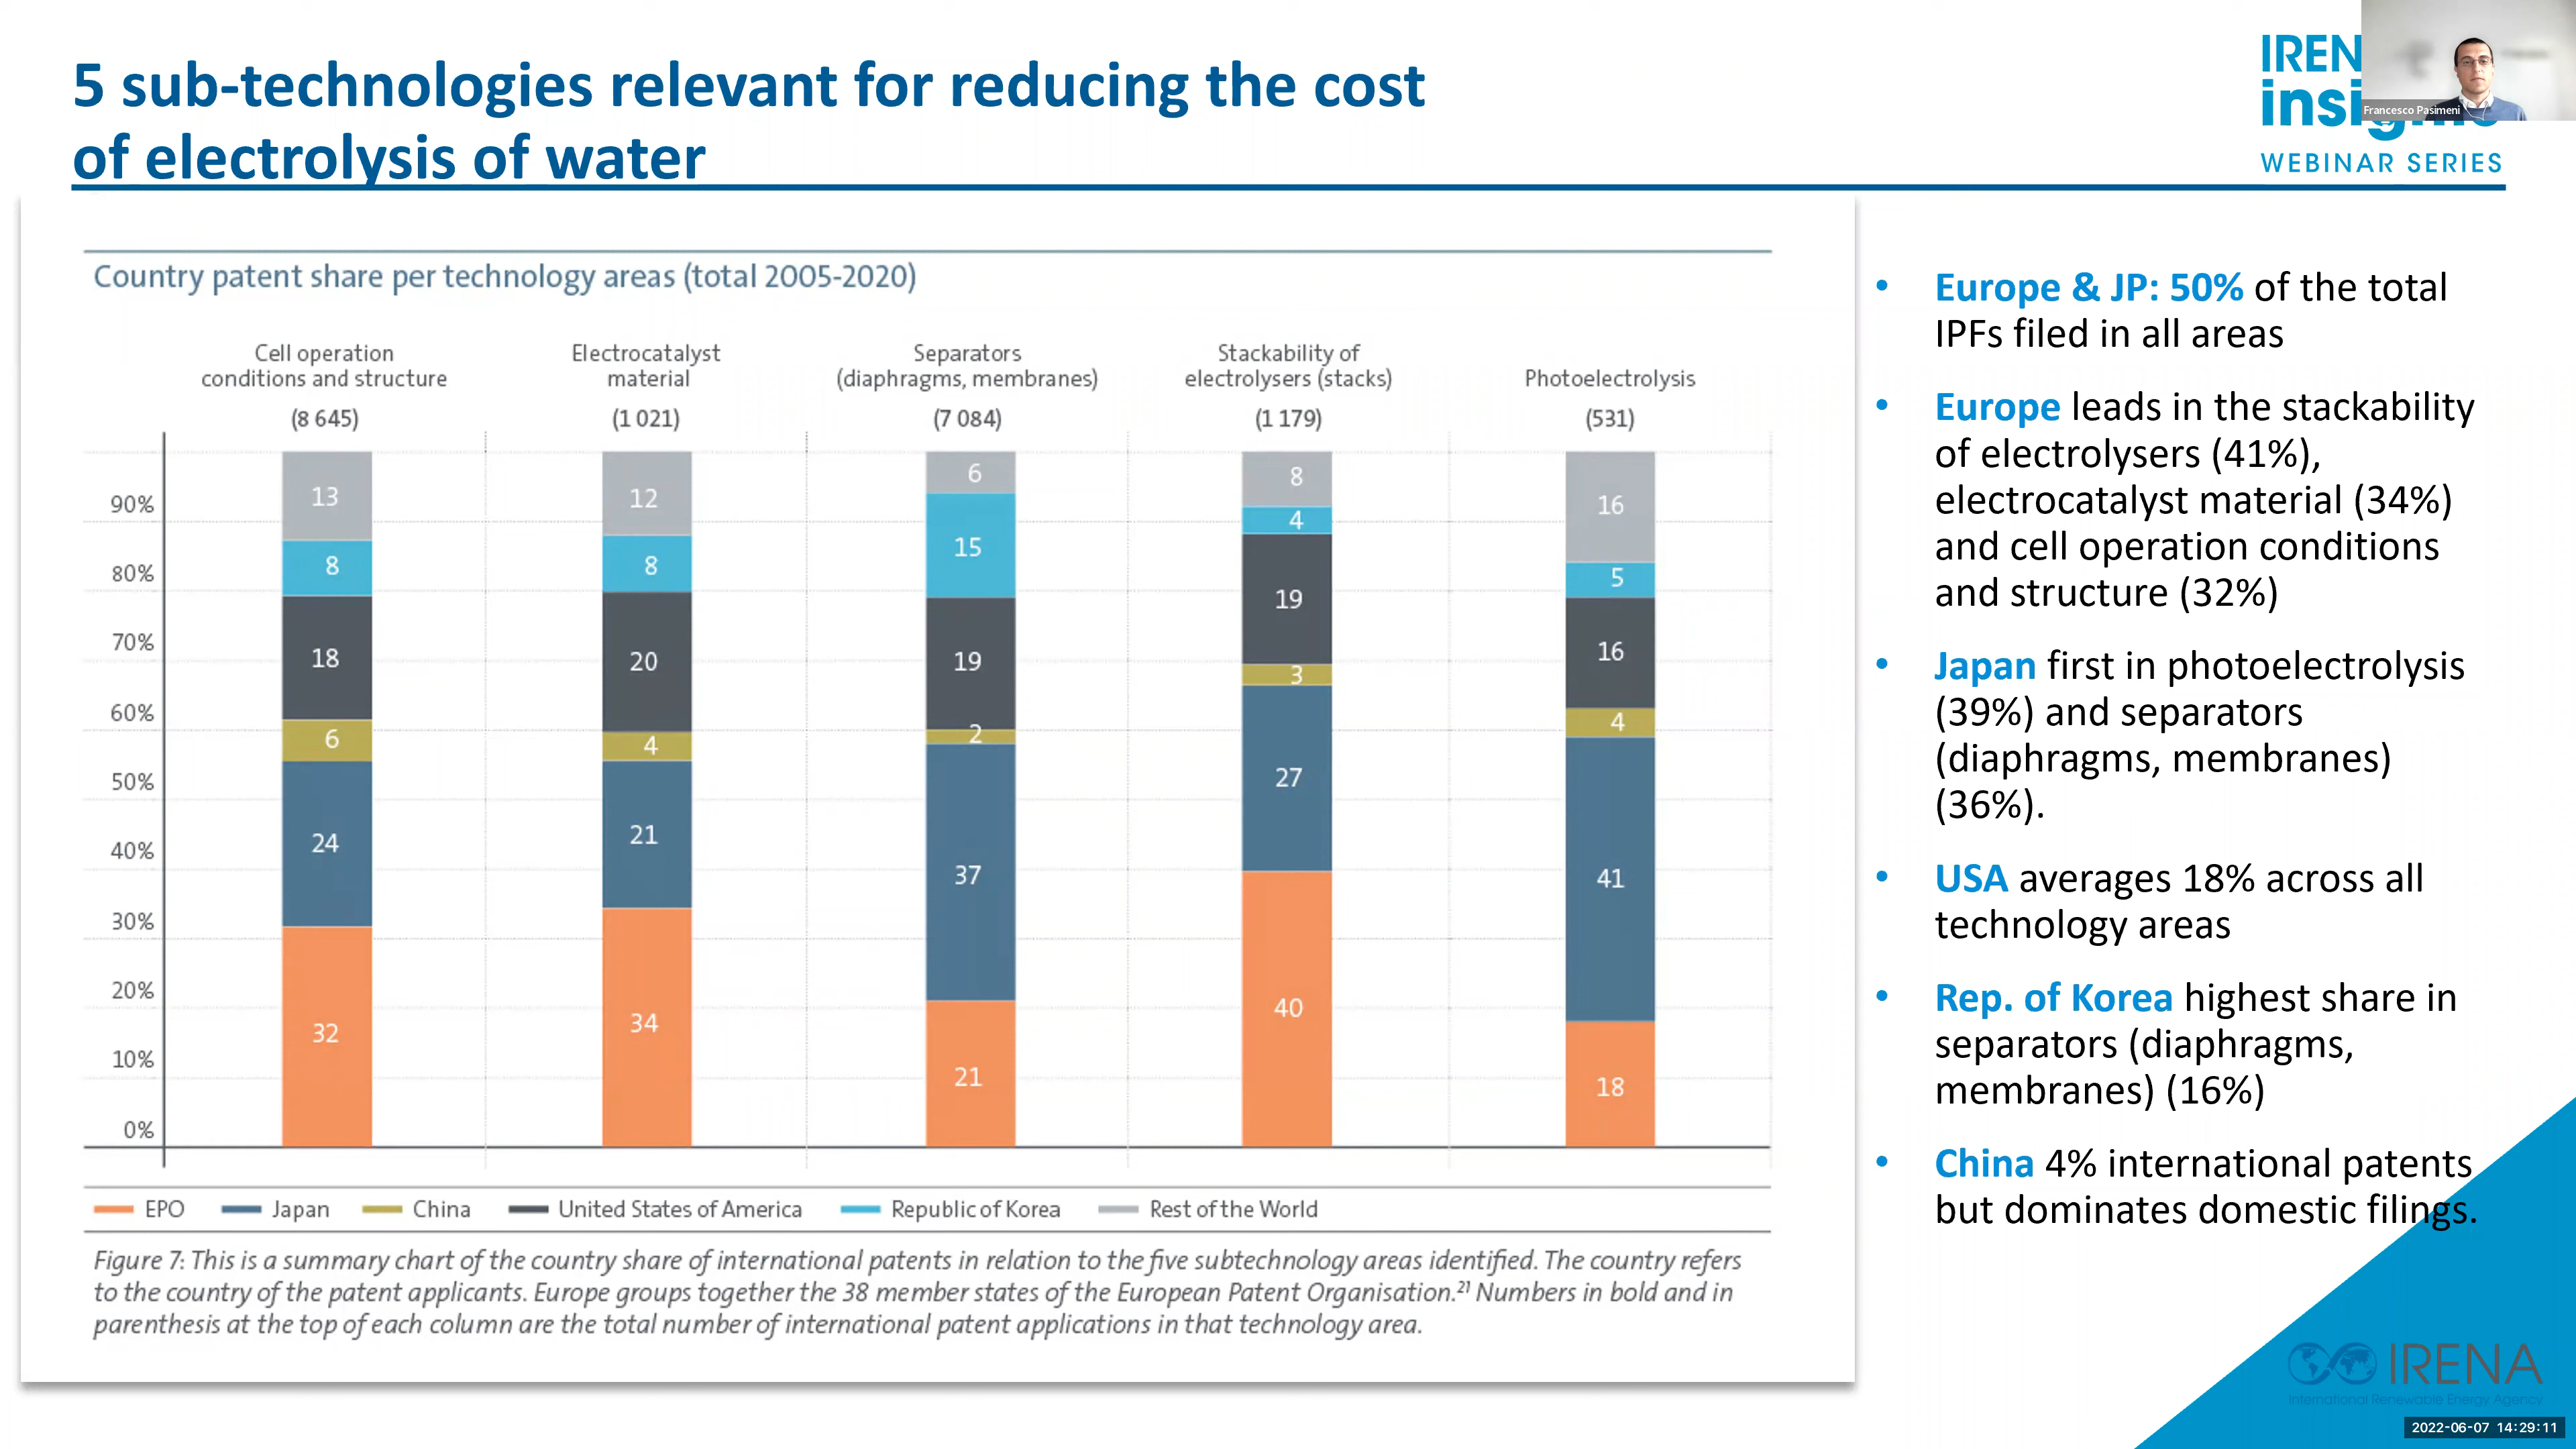 5 sub-technologies relevant for reducing the cost
of electrolysis of water
IREN
Francesco Pasimeni
WEBINAR SERIES
Country patent share per technology areas (total 2005-2020)
Cell operation
conditions and structure
(8 645)
Electrocatalyst
material
(1 021)
Separators
(diaphragms, membranes)
(7 084)
Stackability of
electrolysers (stacks)
(1 179)
Photoelectrolysis
(531)
90%
80%
70%
60%
50%
40%
30%
20%
10%
0%
13
8
18
6
24
32
12
8
20
4
21
34
6
15
19
2
37
21
8
4
19
3
27
40
16
5
16
4
41
18
EPO Japan China United States of America Republic of Korea Rest of the World
Figure 7: This is a summary chart of the country share of international patents in relation to the five subtechnology areas identified. The country refers
to the country of the patent applicants. Europe groups together the 38 member states of the European Patent Organisation.²¹ Numbers in bold and in
parenthesis at the top of each column are the total number of international patent applications in that technology area.
• Europe & JP: 50% of the total
IPFs filed in all areas
• Europe leads in the stackability
of electrolysers (41%),
electrocatalyst material (34%)
and cell operation conditions
and structure (32%)
• Japan first in photoelectrolysis
(39%) and separators
(diaphragms, membranes)
(36%).
• USA averages 18% across all
technology areas
• Rep. of Korea highest share in
separators (diaphragms,
membranes) (16%)
• China 4% international patents
but dominates domestic filings.
IRENA
International Renewable Energy Agency
2022-06-07 14:29:11